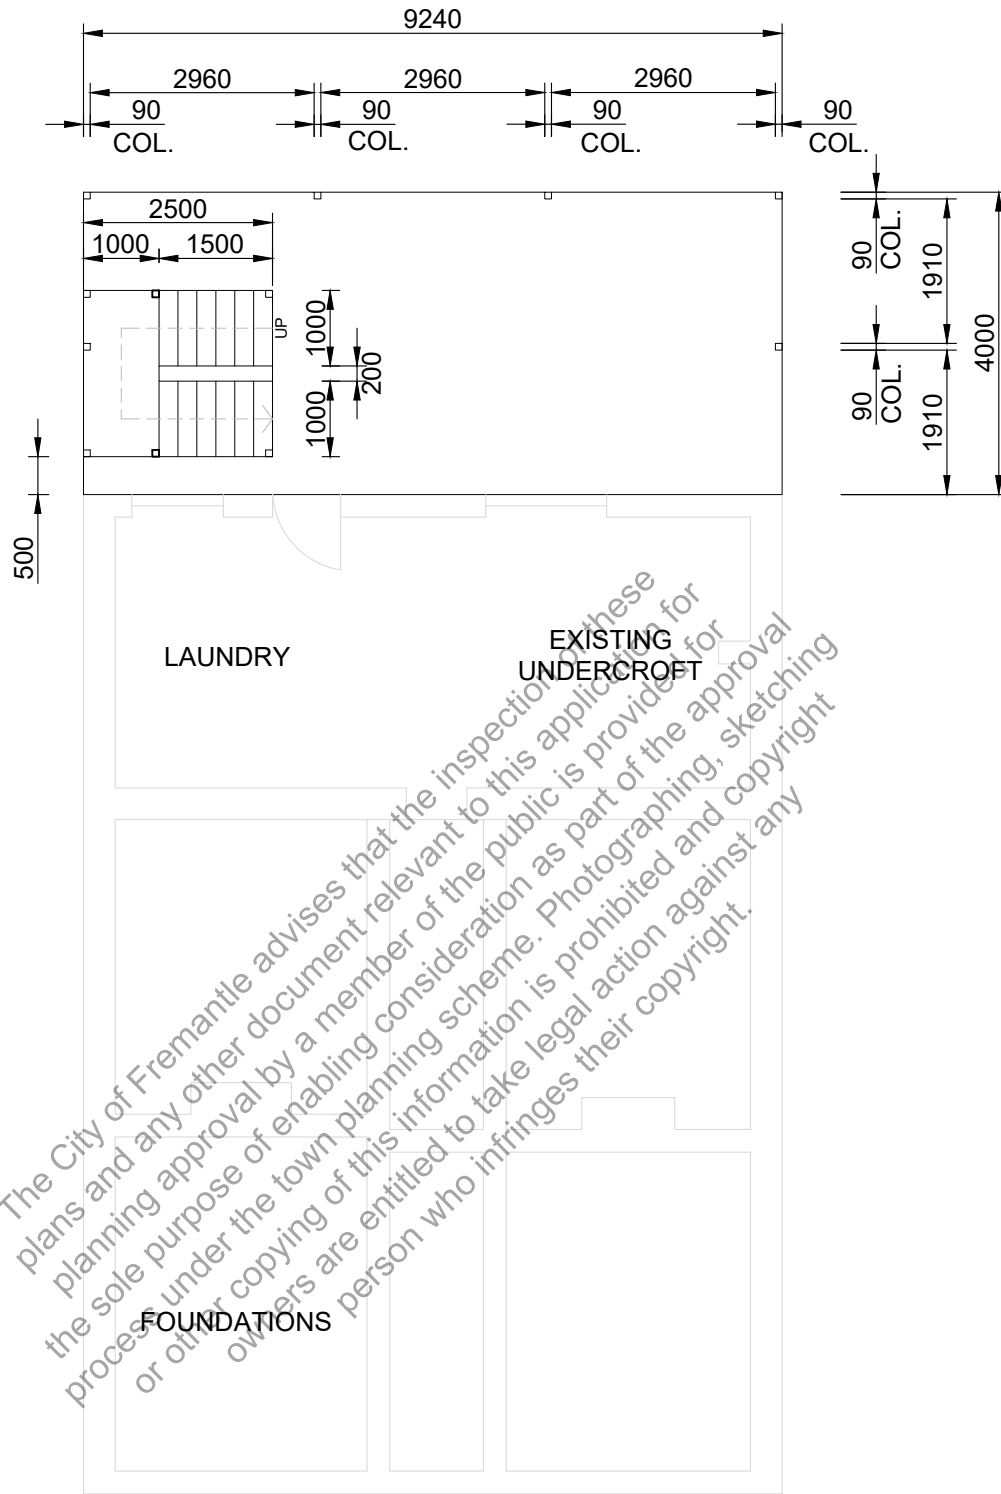 9240
2960
2960
2960
90
COL.
90
COL.
90
COL.
90
COL.
2500
1000
1500
UP
1000
200
1000
90
COL.
1910
4000
90
COL.
1910
500
LAUNDRY
EXISTING
UNDERCROFT
FOUNDATIONS
The City of Fremantle advises that the inspection of these
plans and any other document relevant to this application for
planning approval by a member of the public is provided for
the sole purpose of enabling consideration as part of the approval
process under the town planning scheme. Photographing, sketching
or other copying of this information is prohibited and copyright
owners are entitled to take legal action against any
person who infringes their copyright.